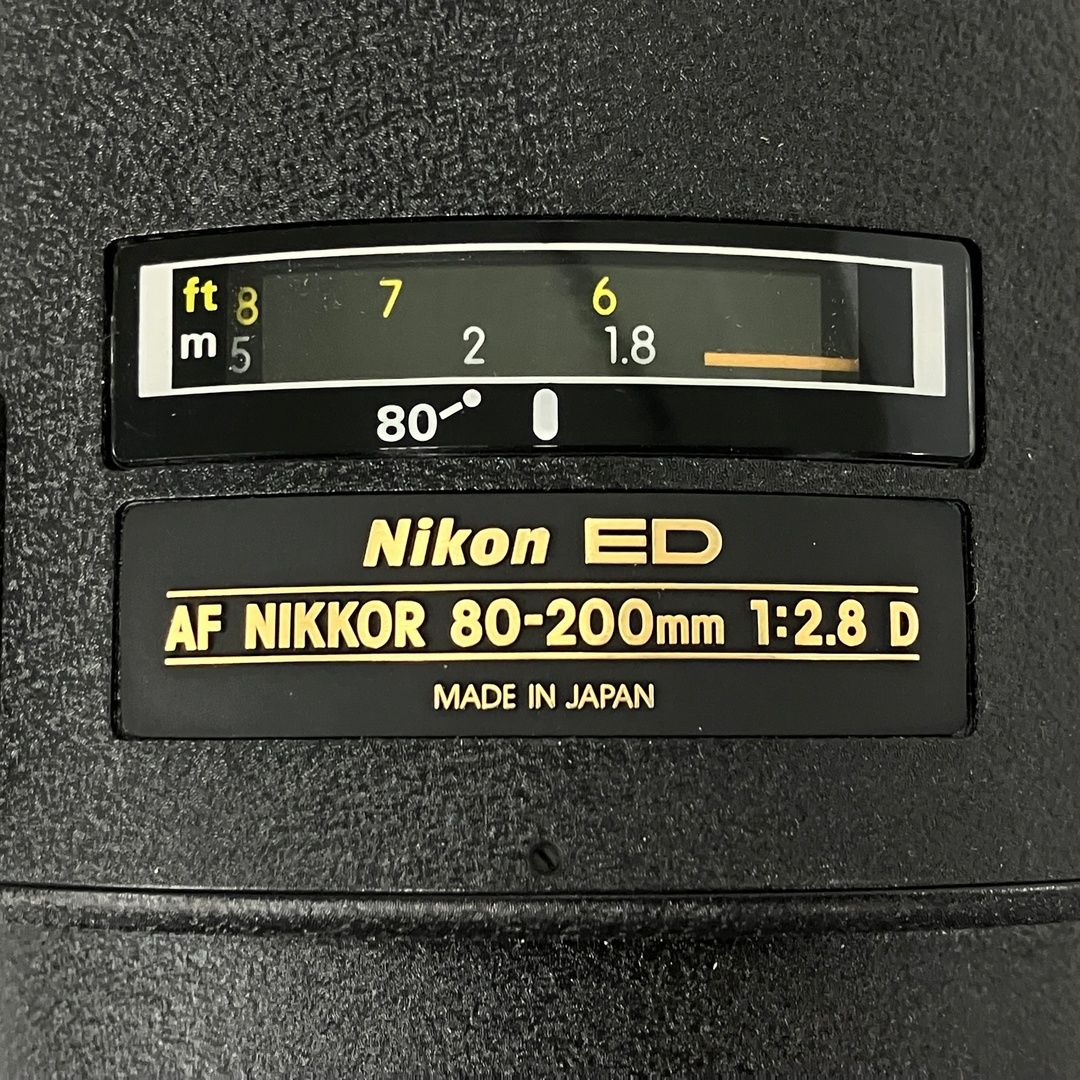 ft 8 7 6
m .5 2 1.8
80
Nikon ED
AF NIKKOR 80-200mm 1:2.8 D
MADE IN JAPAN